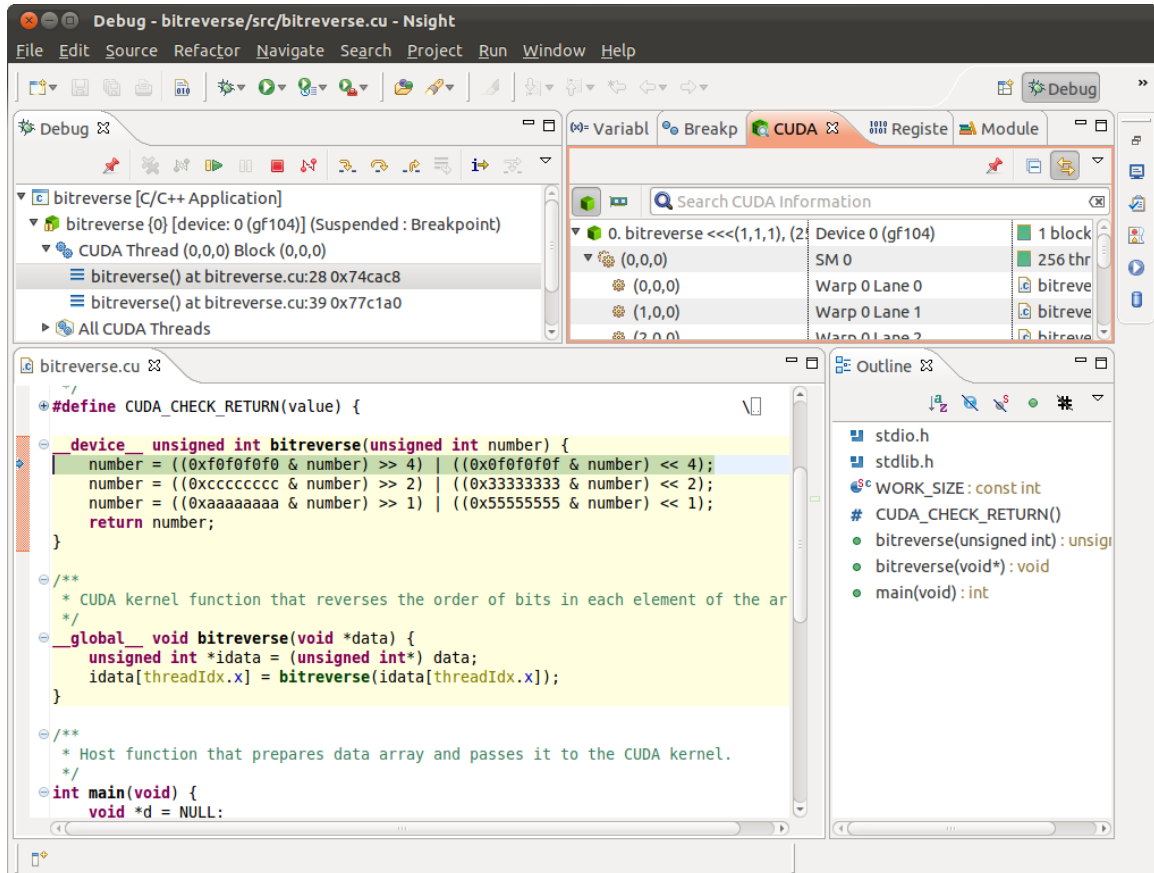 Debug - bitreverse/src/bitreverse.cu - Nsight
File Edit Source Refactor Navigate Search Project Run Window Help
Debug
»
Debug
bitreverse [C/C++ Application]
bitreverse {0} [device: 0 (gf104)] (Suspended : Breakpoint)
CUDA Thread (0,0,0) Block (0,0,0)
bitreverse() at bitreverse.cu:28 0x74cac8
bitreverse() at bitreverse.cu:39 0x77c1a0
All CUDA Threads
(x)= Variabl Breakp CUDA Registe Module
Search CUDA Information
0. bitreverse <<<(1,1,1), (2 Device 0 (gf104) 1 block
(0,0,0) SM 0 256 thr
(0,0,0) Warp 0 Lane 0 bitreve
(1,0,0) Warp 0 Lane 1 bitreve
(2,0,0) Warp 0 Lane 2 bitreve
bitreverse.cu
*/
#define CUDA_CHECK_RETURN(value) { \
__device__ unsigned int bitreverse(unsigned int number) {
number = ((0xf0f0f0f0 & number) >> 4) | ((0x0f0f0f0f & number) << 4);
number = ((0xcccccccc & number) >> 2) | ((0x33333333 & number) << 2);
number = ((0xaaaaaaaa & number) >> 1) | ((0x55555555 & number) << 1);
return number;
}
/**
* CUDA kernel function that reverses the order of bits in each element of the ar
*/
__global__ void bitreverse(void *data) {
unsigned int *idata = (unsigned int*) data;
idata[threadIdx.x] = bitreverse(idata[threadIdx.x]);
}
/**
* Host function that prepares data array and passes it to the CUDA kernel.
*/
int main(void) {
void *d = NULL;
Outline
stdio.h
stdlib.h
WORK_SIZE : const int
# CUDA_CHECK_RETURN()
bitreverse(unsigned int) : unsig
bitreverse(void*) : void
main(void) : int